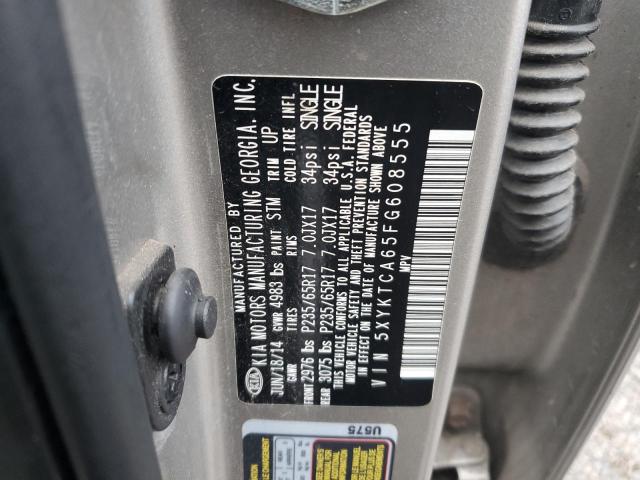 MANUFACTURED BY
KIA MOTORS MANUFACTURING GEORGIA, INC.
JUN/18/14 GVWR 4983 lbs PAINT STM TRIM UP
GAWR TIRES RIMS COLD TIRE INFL.
FRONT 2976 lbs P235/65R17 7.0JX17 34psi SINGLE
REAR 3075 lbs P235/65R17 7.0JX17 34psi SINGLE
THIS VEHICLE CONFORMS TO ALL APPLICABLE U.S.A. FEDERAL
MOTOR VEHICLE SAFETY AND THEFT PREVENTION STANDARDS
IN EFFECT ON THE DATE OF MANUFACTURE SHOWN ABOVE
VIN 5XYKTCA65FG608555
MPV
KIA
U575